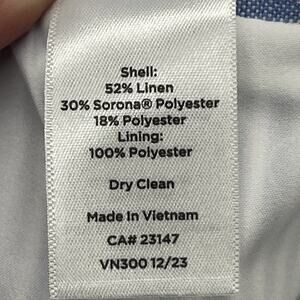 Shell:
52% Linen
30% Sorona® Polyester
18% Polyester
Lining:
100% Polyester
Dry Clean
Made In Vietnam
CA# 23147
VN300 12/23